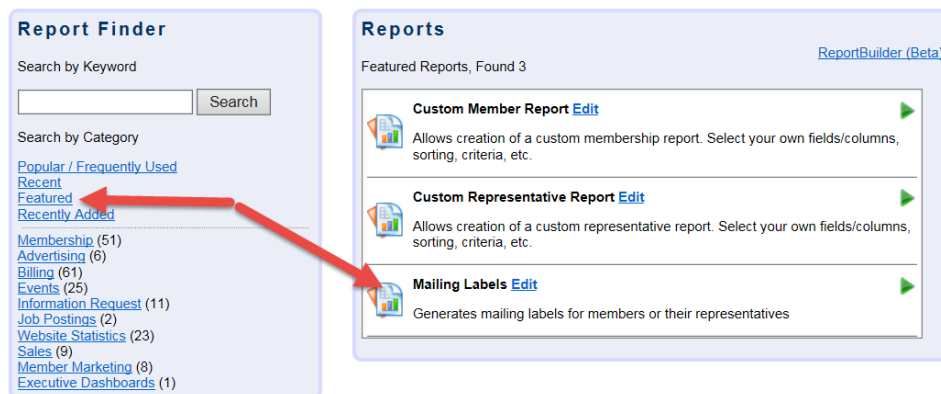 Report Finder
Search by Keyword
Search
Search by Category
Popular / Frequently Used
Recent
Featured
Recently Added
Membership (51)
Advertising (6)
Billing (61)
Events (25)
Information Request (11)
Job Postings (2)
Website Statistics (23)
Sales (9)
Member Marketing (8)
Executive Dashboards (1)
Reports
ReportBuilder (Beta)
Featured Reports, Found 3
Custom Member Report Edit
Allows creation of a custom membership report. Select your own fields/columns,
sorting, criteria, etc.
Custom Representative Report Edit
Allows creation of a custom representative report. Select your own fields/columns,
sorting, criteria, etc.
Mailing Labels Edit
Generates mailing labels for members or their representatives